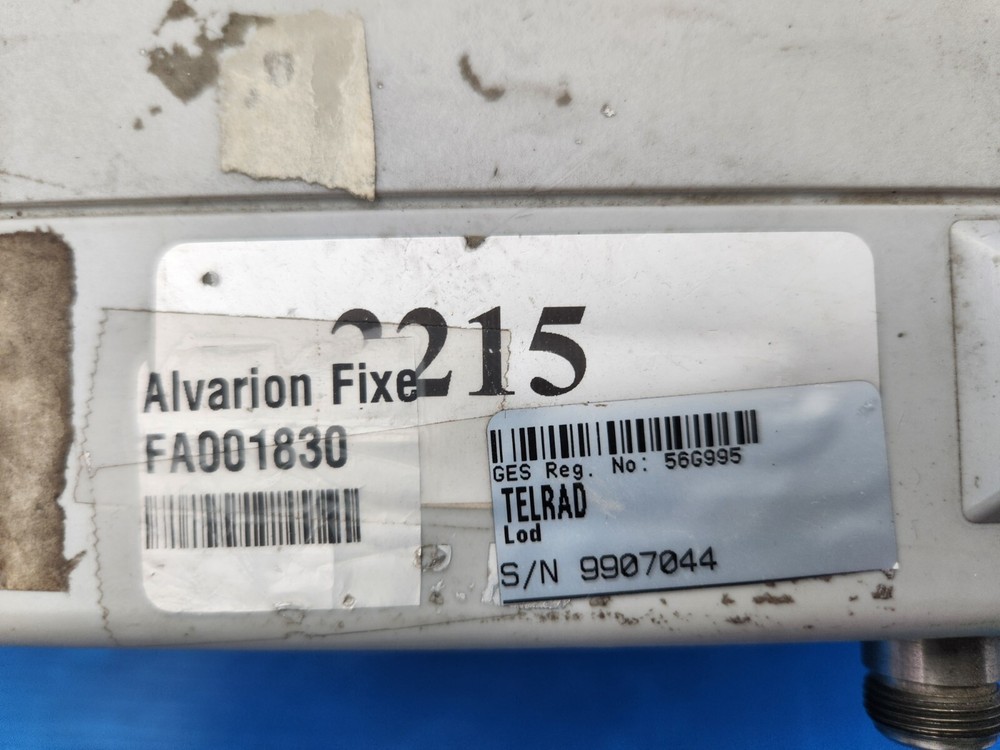 2215
Alvarion Fixe
FA001830
GES Reg. No: 56G995
TELRAD
Lod
S/N 9907044